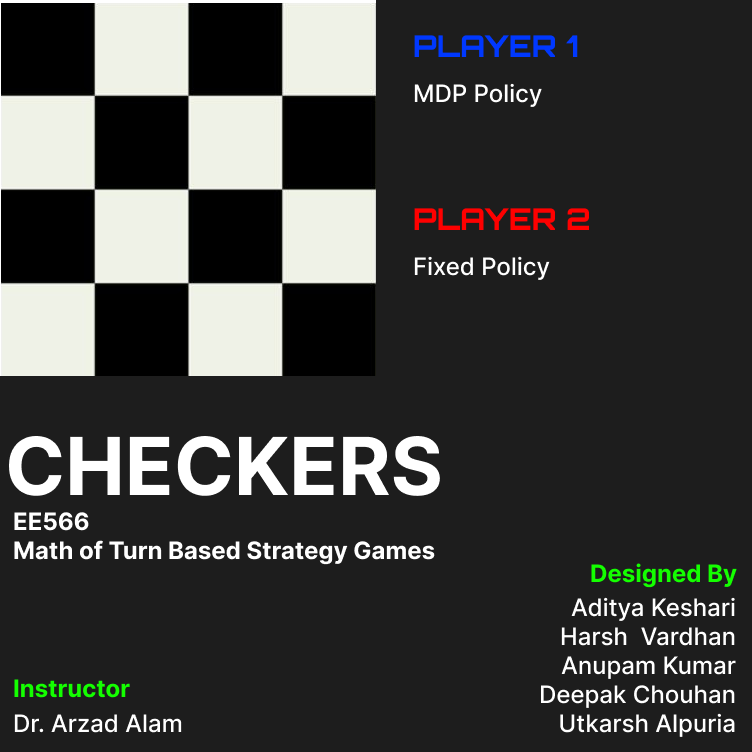 PLAYER 1
MDP Policy
PLAYER 2
Fixed Policy
CHECKERS
EE566
Math of Turn Based Strategy Games
Designed By
Aditya Keshari
Harsh  Vardhan
Anupam Kumar
Deepak Chouhan
Utkarsh Alpuria
Instructor
Dr. Arzad Alam